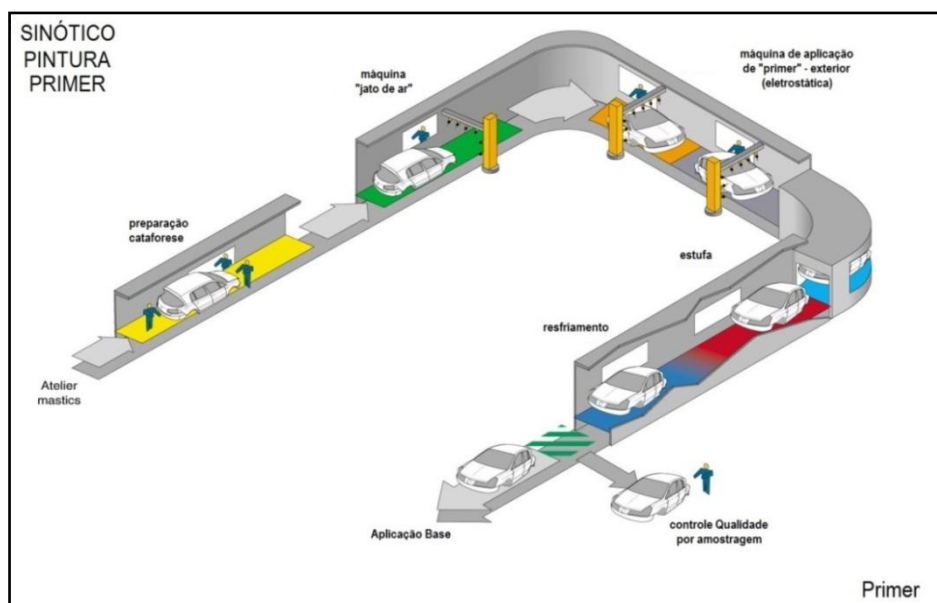 SINÓTICO
PINTURA
PRIMER
máquina
"jato de ar"
máquina de aplicação
de "primer" - exterior
(eletrostática)
preparação
cataforese
estufa
resfriamento
Atelier
mastics
Aplicação Base
controle Qualidade
por amostragem
Primer